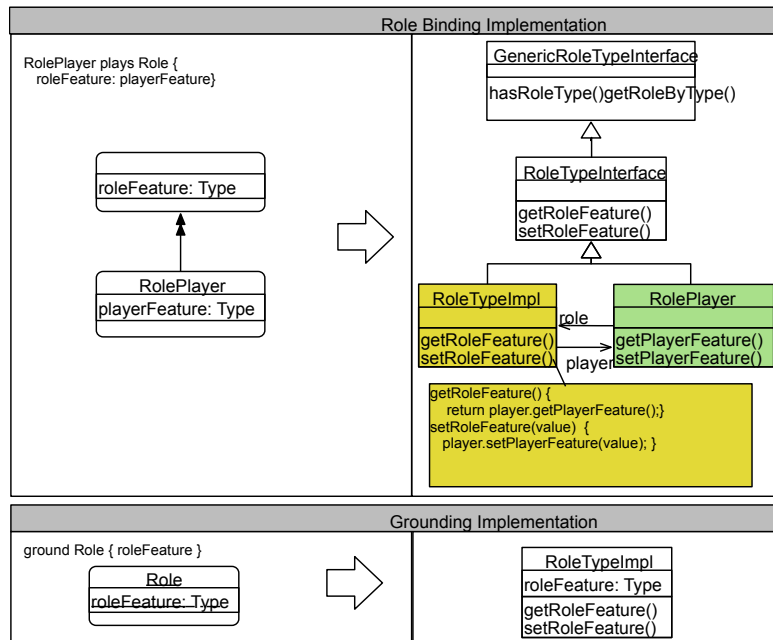 Role Binding Implementation
RolePlayer plays Role {
roleFeature: playerFeature}
roleFeature: Type
RolePlayer
playerFeature: Type
GenericRoleTypeInterface
hasRoleType()getRoleByType()
RoleTypeInterface
getRoleFeature()
setRoleFeature()
RoleTypeImpl
getRoleFeature()
setRoleFeature()
role
player
RolePlayer
getPlayerFeature()
setPlayerFeature()
getRoleFeature() {
return player.getPlayerFeature();}
setRoleFeature(value) {
player.setPlayerFeature(value); }
Grounding Implementation
ground Role { roleFeature }
Role
roleFeature: Type
RoleTypeImpl
roleFeature: Type
getRoleFeature()
setRoleFeature()